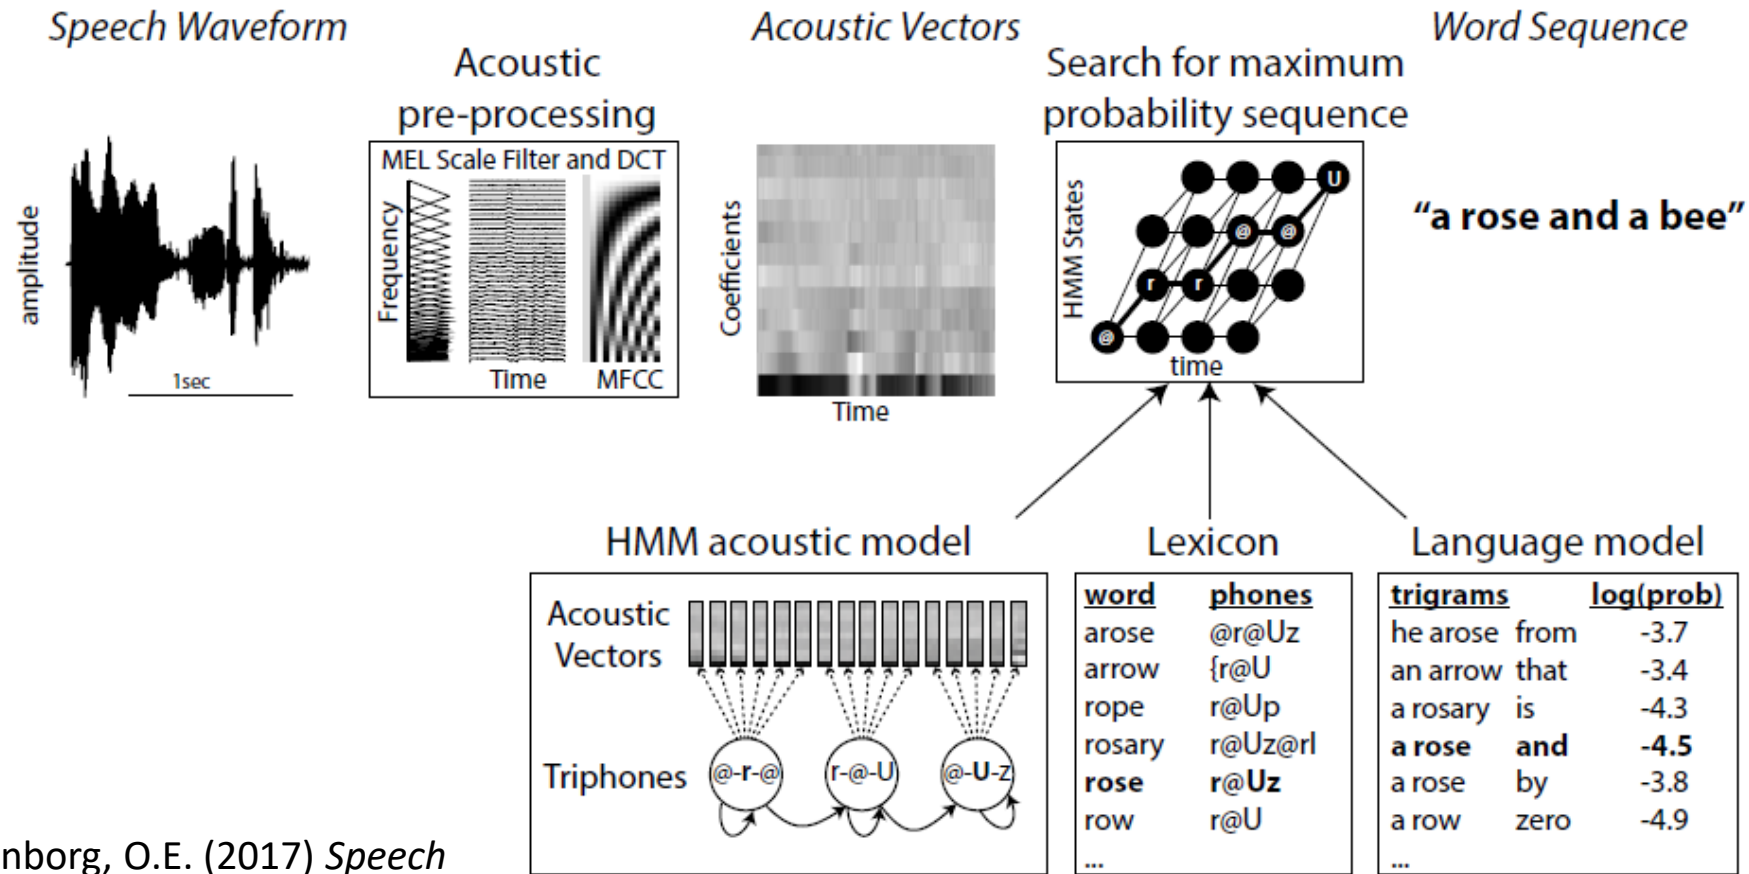 Speech Waveform
Acoustic Vectors
Word Sequence
Acoustic
pre-processing
Search for maximum
probability sequence
amplitude
1sec
MEL Scale Filter and DCT
Frequency
Time
MFCC
Coefficients
Time
HMM States
U
@ @
r r
@
time
“a rose and a bee”
HMM acoustic model
Acoustic
Vectors
Triphones
@-r-@
r-@-U
@-U-z
Lexicon
word phones
arose @r@Uz
arrow {r@U
rope r@Up
rosary r@Uz@rI
rose r@Uz
row r@U
...
Language model
trigrams log(prob)
he arose from -3.7
an arrow that -3.4
a rosary is -4.3
a rose and -4.5
a rose by -3.8
a row zero -4.9
...
nborg, O.E. (2017) Speech